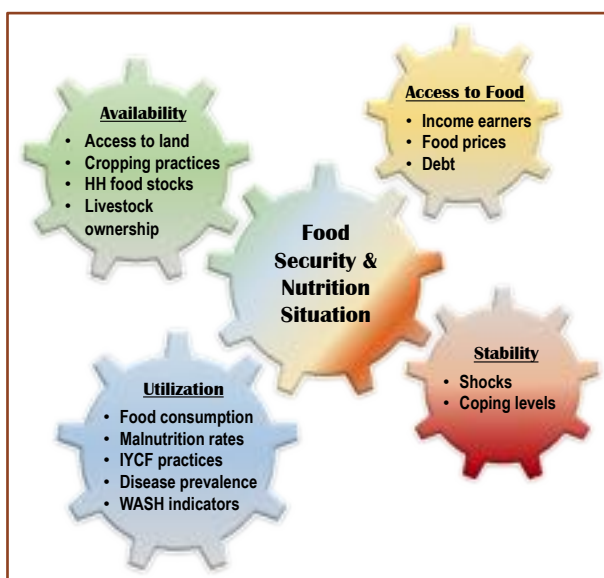 Availability
• Access to land
• Cropping practices
• HH food stocks
• Livestock
ownership
Access to Food
• Income earners
• Food prices
• Debt
Food
Security &
Nutrition
Situation
Stability
• Shocks
• Coping levels
Utilization
• Food consumption
• Malnutrition rates
• IYCF practices
• Disease prevalence
• WASH indicators